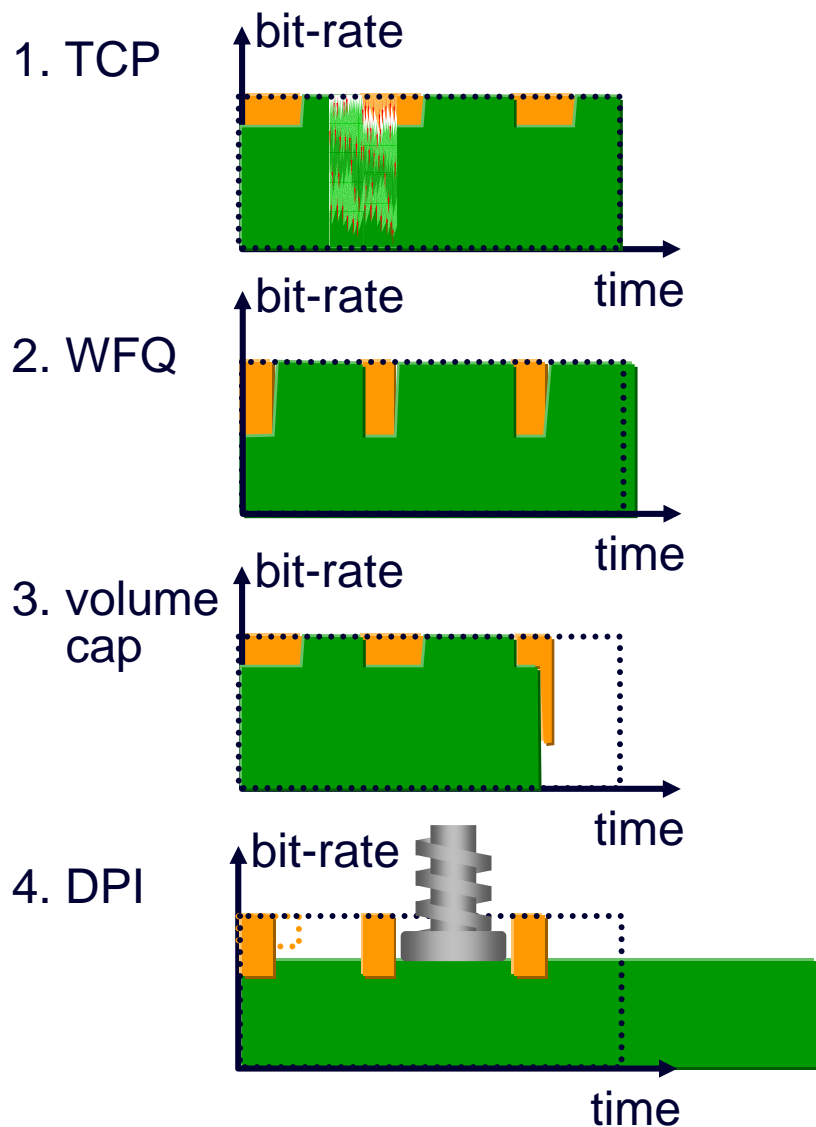 bit-rate
1. TCP
time
bit-rate
2. WFQ
time
bit-rate
3. volume
cap
time
bit-rate
4. DPI
time